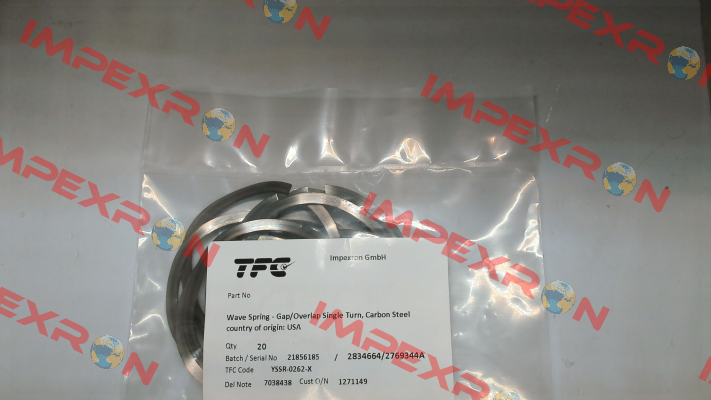 IMPEXRON
IMPEXRON
IMPEXRON
IMPEXRON
IMPEXRON
IMPEXRON
TFC
Impexron GmbH
Part No
Wave Spring - Gap/Overlap Single Turn, Carbon Steel
country of origin: USA
Qty 20
Batch / Serial No 21856185 / 2834664/2769344A
TFC Code YSSR-0262-X
Del Note 7038438 Cust O/N 1271149